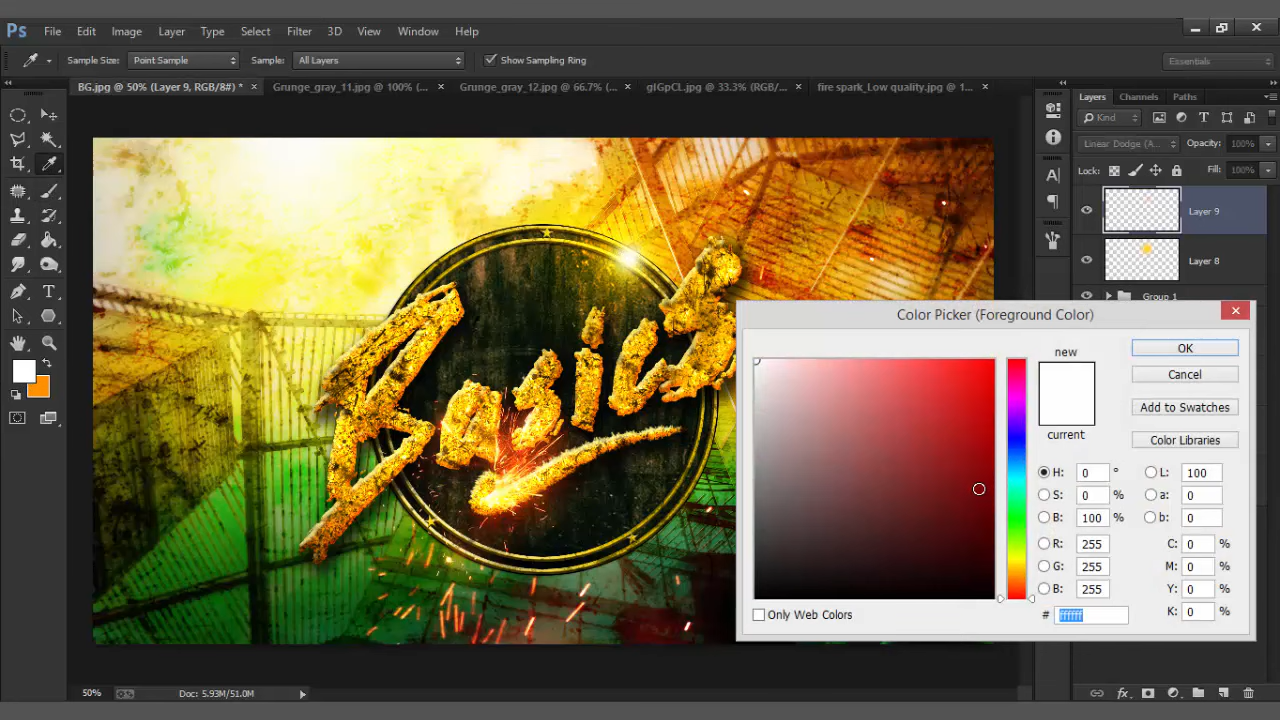 Ps File Edit Image Layer Type Select Filter 3D View Window Help
Sample Size: Point Sample Sample: All Layers Show Sampling Ring Essentials
BG.jpg @ 50% (Layer 9, RGB/8#) * × Grunge_gray_11.jpg @ 100% (... × Grunge_gray_12.jpg @ 66.7% (... × gIGpCL.jpg @ 33.3% (RGB/... × fire spark_Low quality.jpg @ 1... ×
Layers Channels Paths
Kind
Linear Dodge (A... Opacity: 100%
Lock: Fill: 100%
Layer 9
Layer 8
Group 1
Basics
Color Picker (Foreground Color)
new
current
OK
Cancel
Add to Swatches
Color Libraries
H: 0 ° L: 100
S: 0 % a: 0
B: 100 % b: 0
R: 255 C: 0 %
G: 255 M: 0 %
B: 255 Y: 0 %
# ffffff K: 0 %
Only Web Colors
50% Doc: 5.93M/51.0M